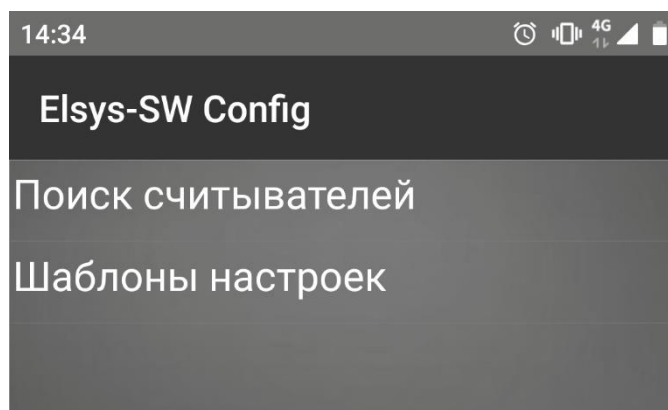 14:34
4G
Elsys-SW Config
Поиск считывателей
Шаблоны настроек